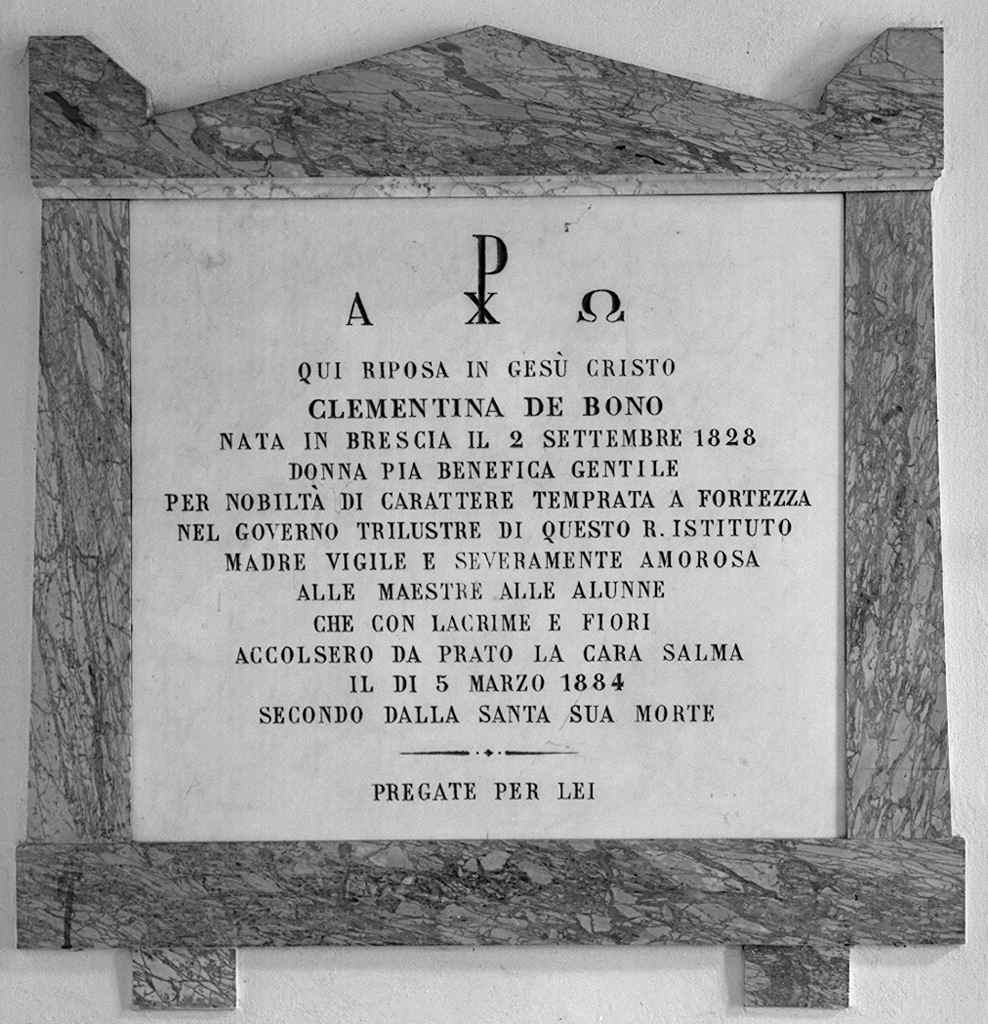 Α ☧ Ω
QUI RIPOSA IN GESÙ CRISTO
CLEMENTINA DE BONO
NATA IN BRESCIA IL 2 SETTEMBRE 1828
DONNA PIA BENEFICA GENTILE
PER NOBILTÀ DI CARATTERE TEMPRATA A FORTEZZA
NEL GOVERNO TRILUSTRE DI QUESTO R. ISTITUTO
MADRE VIGILE E SEVERAMENTE AMOROSA
ALLE MAESTRE ALLE ALUNNE
CHE CON LACRIME E FIORI
ACCOLSERO DA PRATO LA CARA SALMA
IL DI 5 MARZO 1884
SECONDO DALLA SANTA SUA MORTE
PREGATE PER LEI